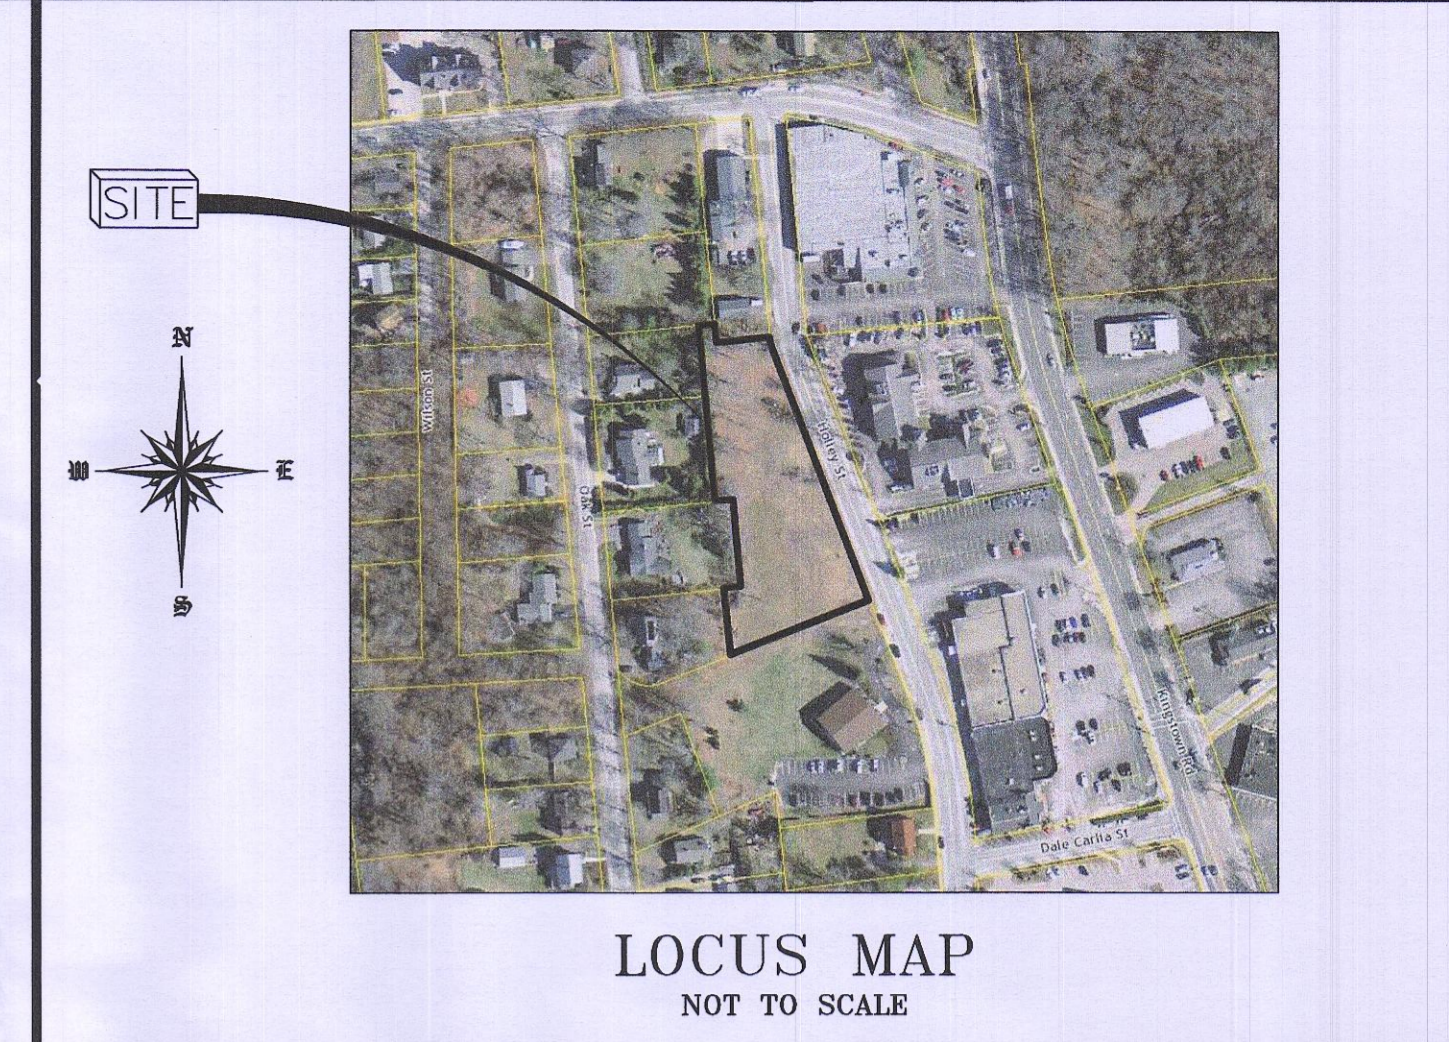 SITE
N
W
E
S
Wilson St
Oak St
Holley St
Kingstown Rd
Dale Carlia St
LOCUS MAP
NOT TO SCALE